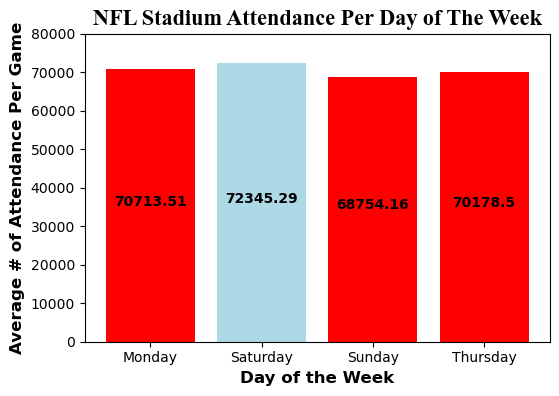 NFL Stadium Attendance Per Day of The Week
Average # of Attendance Per Game
80000
70000
60000
50000
40000
30000
20000
10000
0
70713.51
72345.29
68754.16
70178.5
Monday
Saturday
Sunday
Thursday
Day of the Week